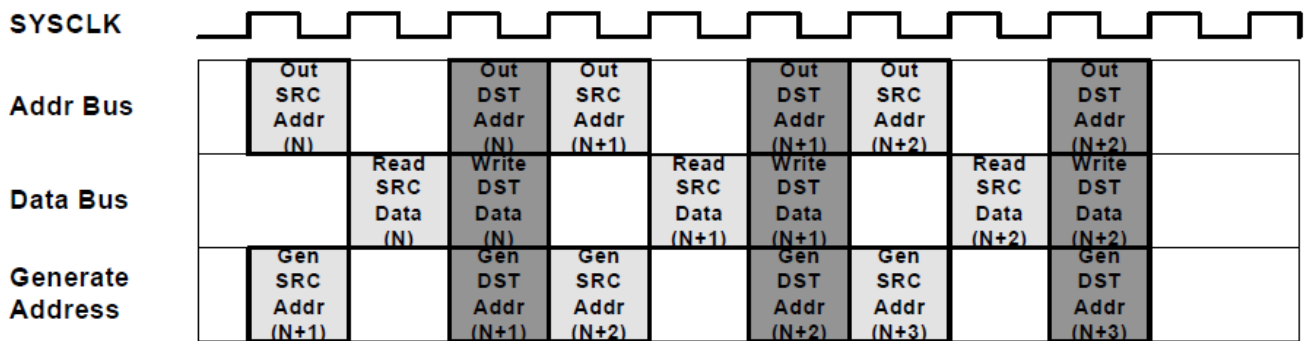 SYSCLK
Addr Bus
Out SRC Addr (N)
Out DST Addr (N)
Out SRC Addr (N+1)
Out DST Addr (N+1)
Out SRC Addr (N+2)
Out DST Addr (N+2)
Data Bus
Read SRC Data (N)
Write DST Data (N)
Read SRC Data (N+1)
Write DST Data (N+1)
Read SRC Data (N+2)
Write DST Data (N+2)
Generate Address
Gen SRC Addr (N+1)
Gen DST Addr (N+1)
Gen SRC Addr (N+2)
Gen DST Addr (N+2)
Gen SRC Addr (N+3)
Gen DST Addr (N+3)